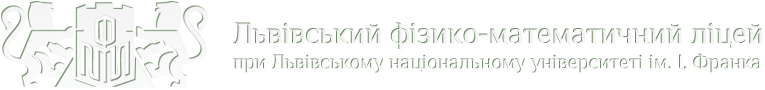 Львівський фізико-математичний ліцей
при Львівському національному університеті ім. І. Франка